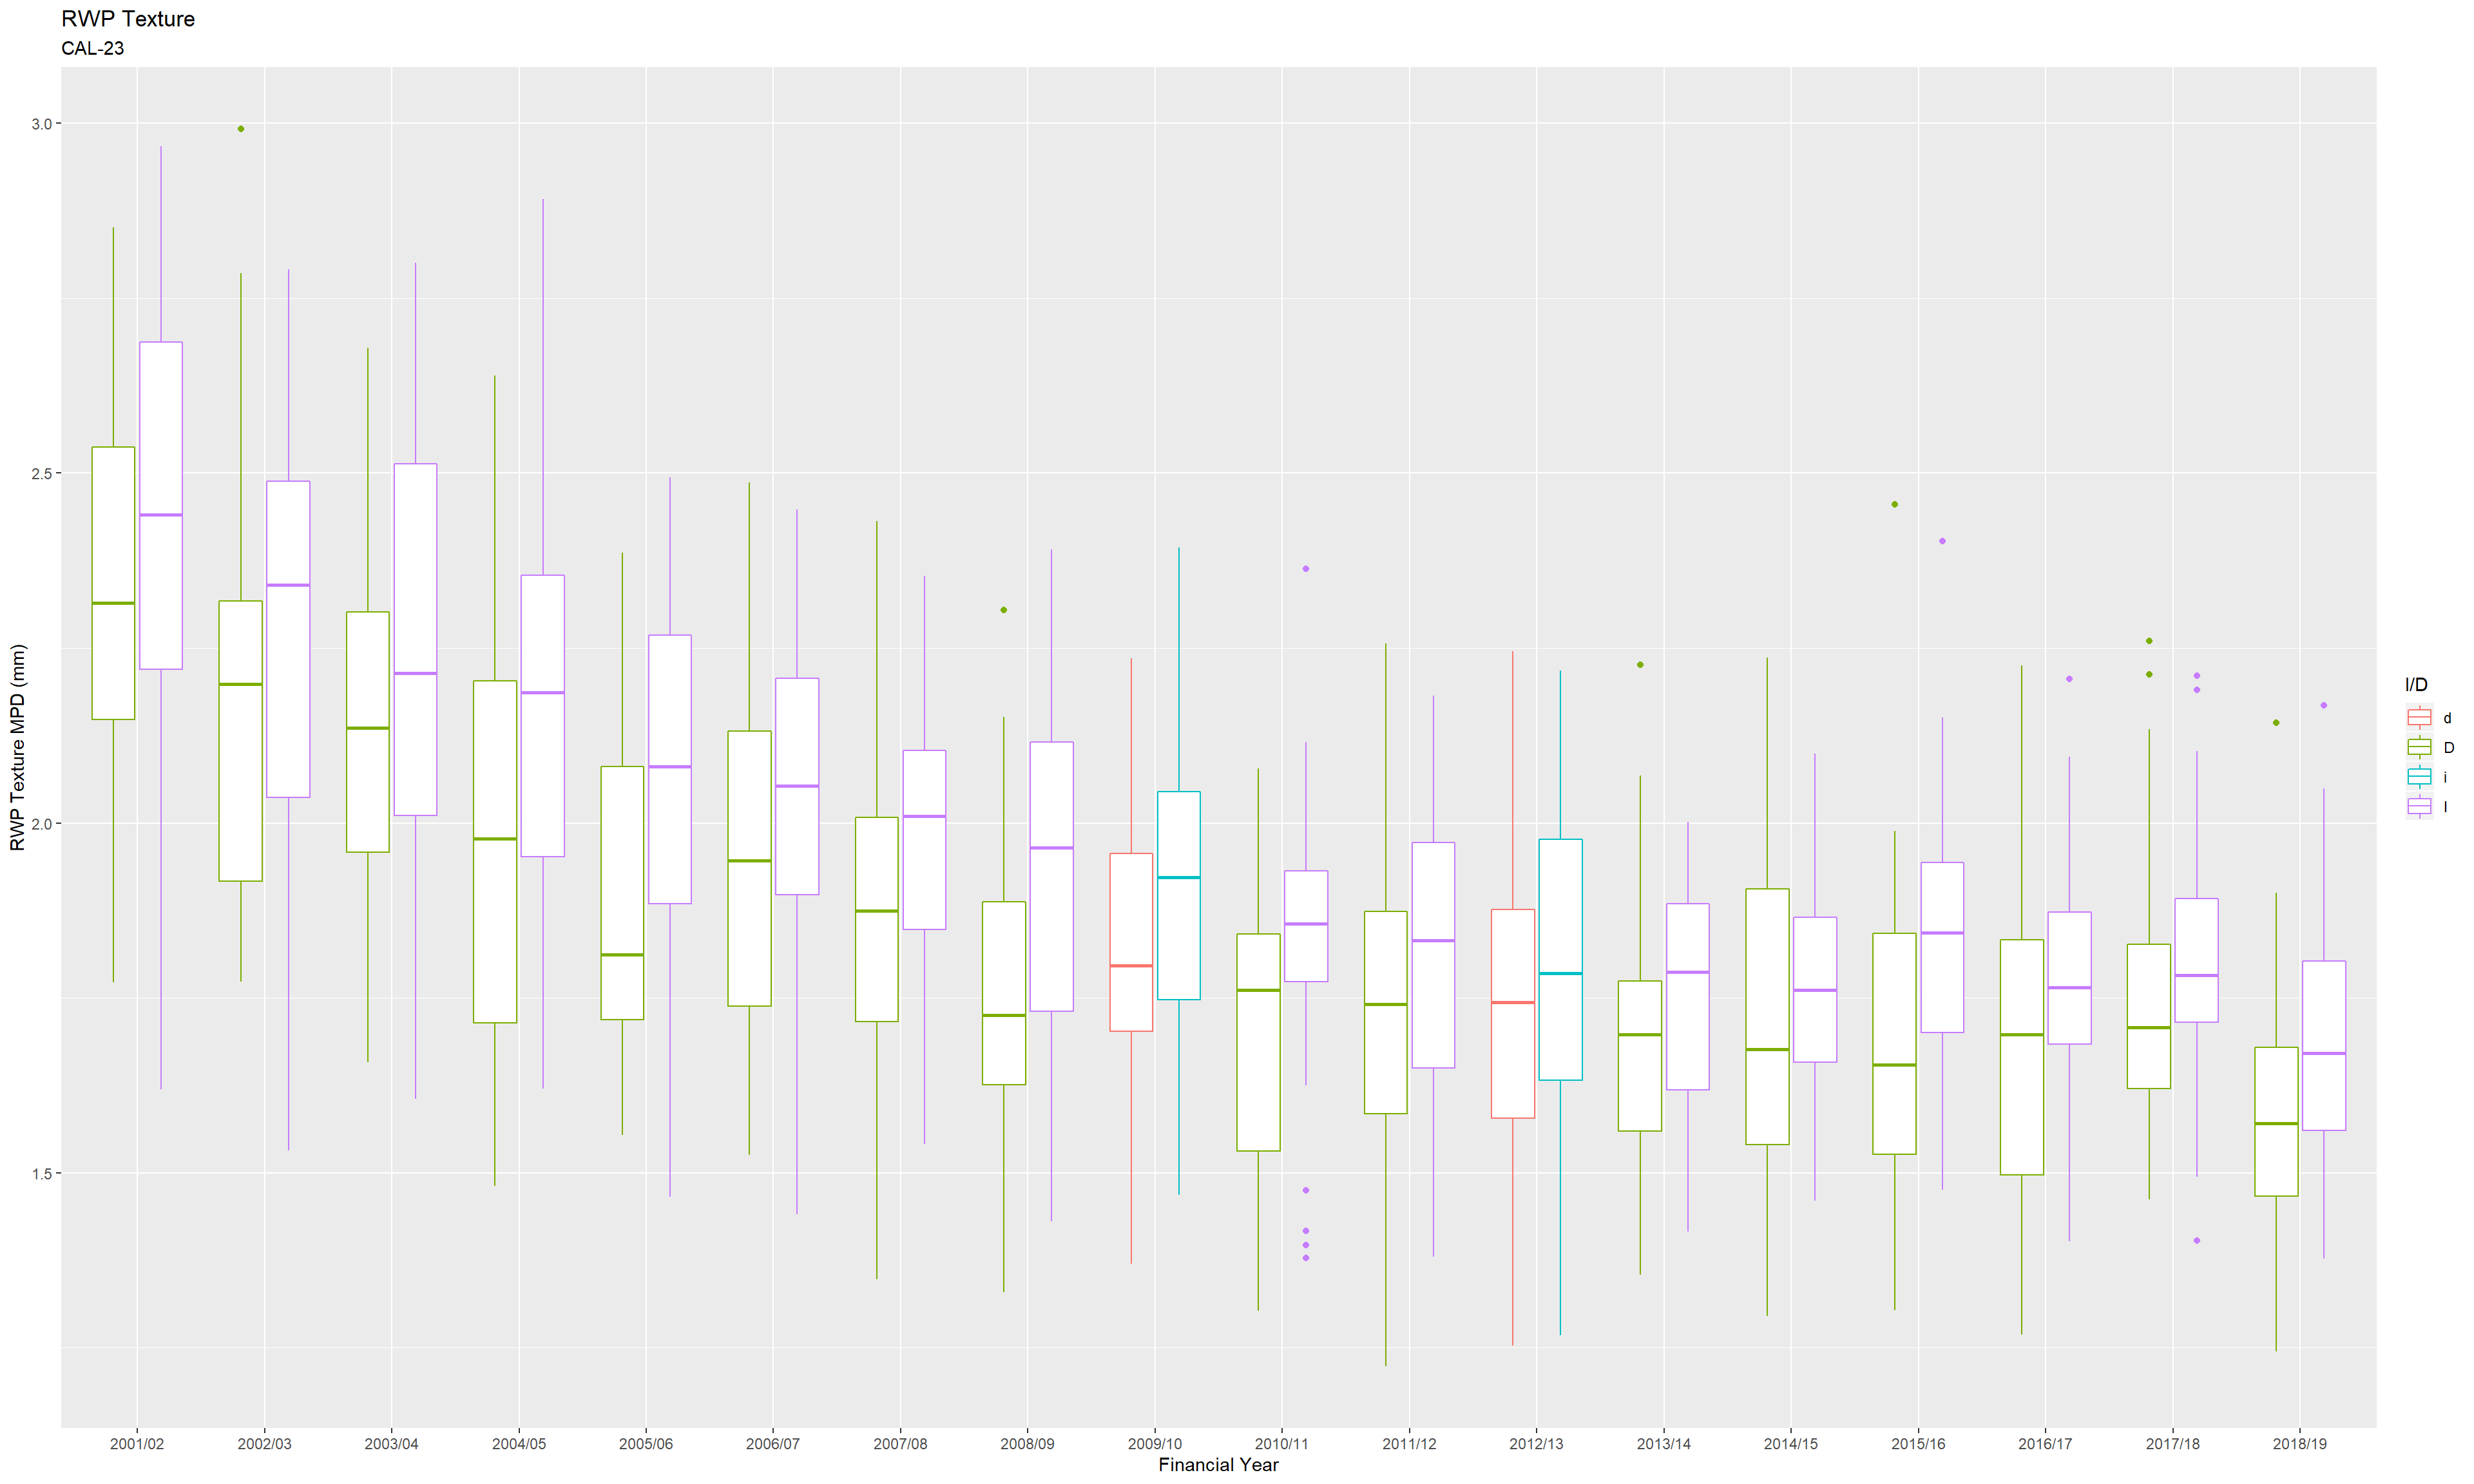 RWP Texture
CAL-23
3.0
2.5
2.0
1.5
RWP Texture MPD (mm)
2001/02 2002/03 2003/04 2004/05 2005/06 2006/07 2007/08 2008/09 2009/10 2010/11 2011/12 2012/13 2013/14 2014/15 2015/16 2016/17 2017/18 2018/19
Financial Year
I/D
d
D
i
I